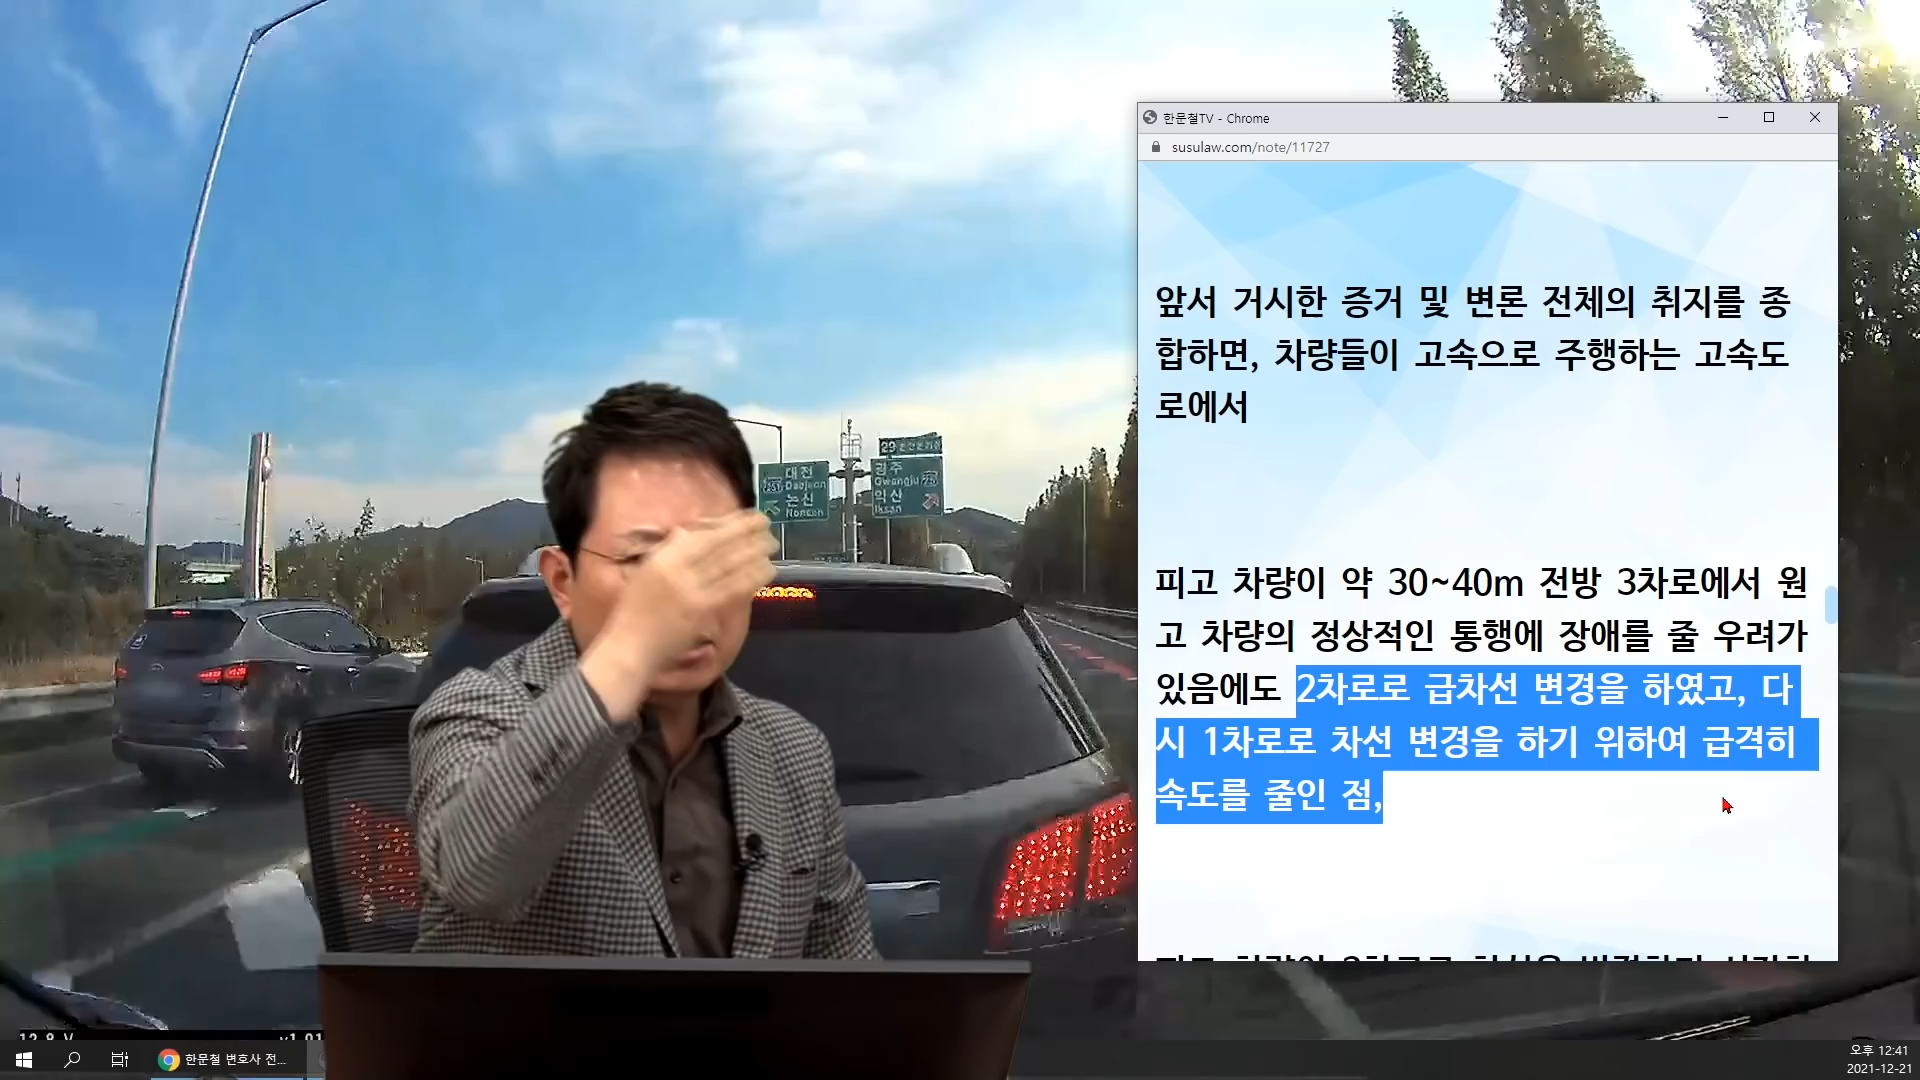 한문철TV - Chrome
susulaw.com/note/11727
앞서 거시한 증거 및 변론 전체의 취지를 종
합하면, 차량들이 고속으로 주행하는 고속도
로에서
피고 차량이 약 30~40m 전방 3차로에서 원
고 차량의 정상적인 통행에 장애를 줄 우려가
있음에도 2차로로 급차선 변경을 하였고, 다
시 1차로로 차선 변경을 하기 위하여 급격히
속도를 줄인 점,
대전
Daejeon
논산
Nonsan
29
광주
Gwangju
익산
Iksan
한문철 변호사 전...
오후 12:41
2021-12-21